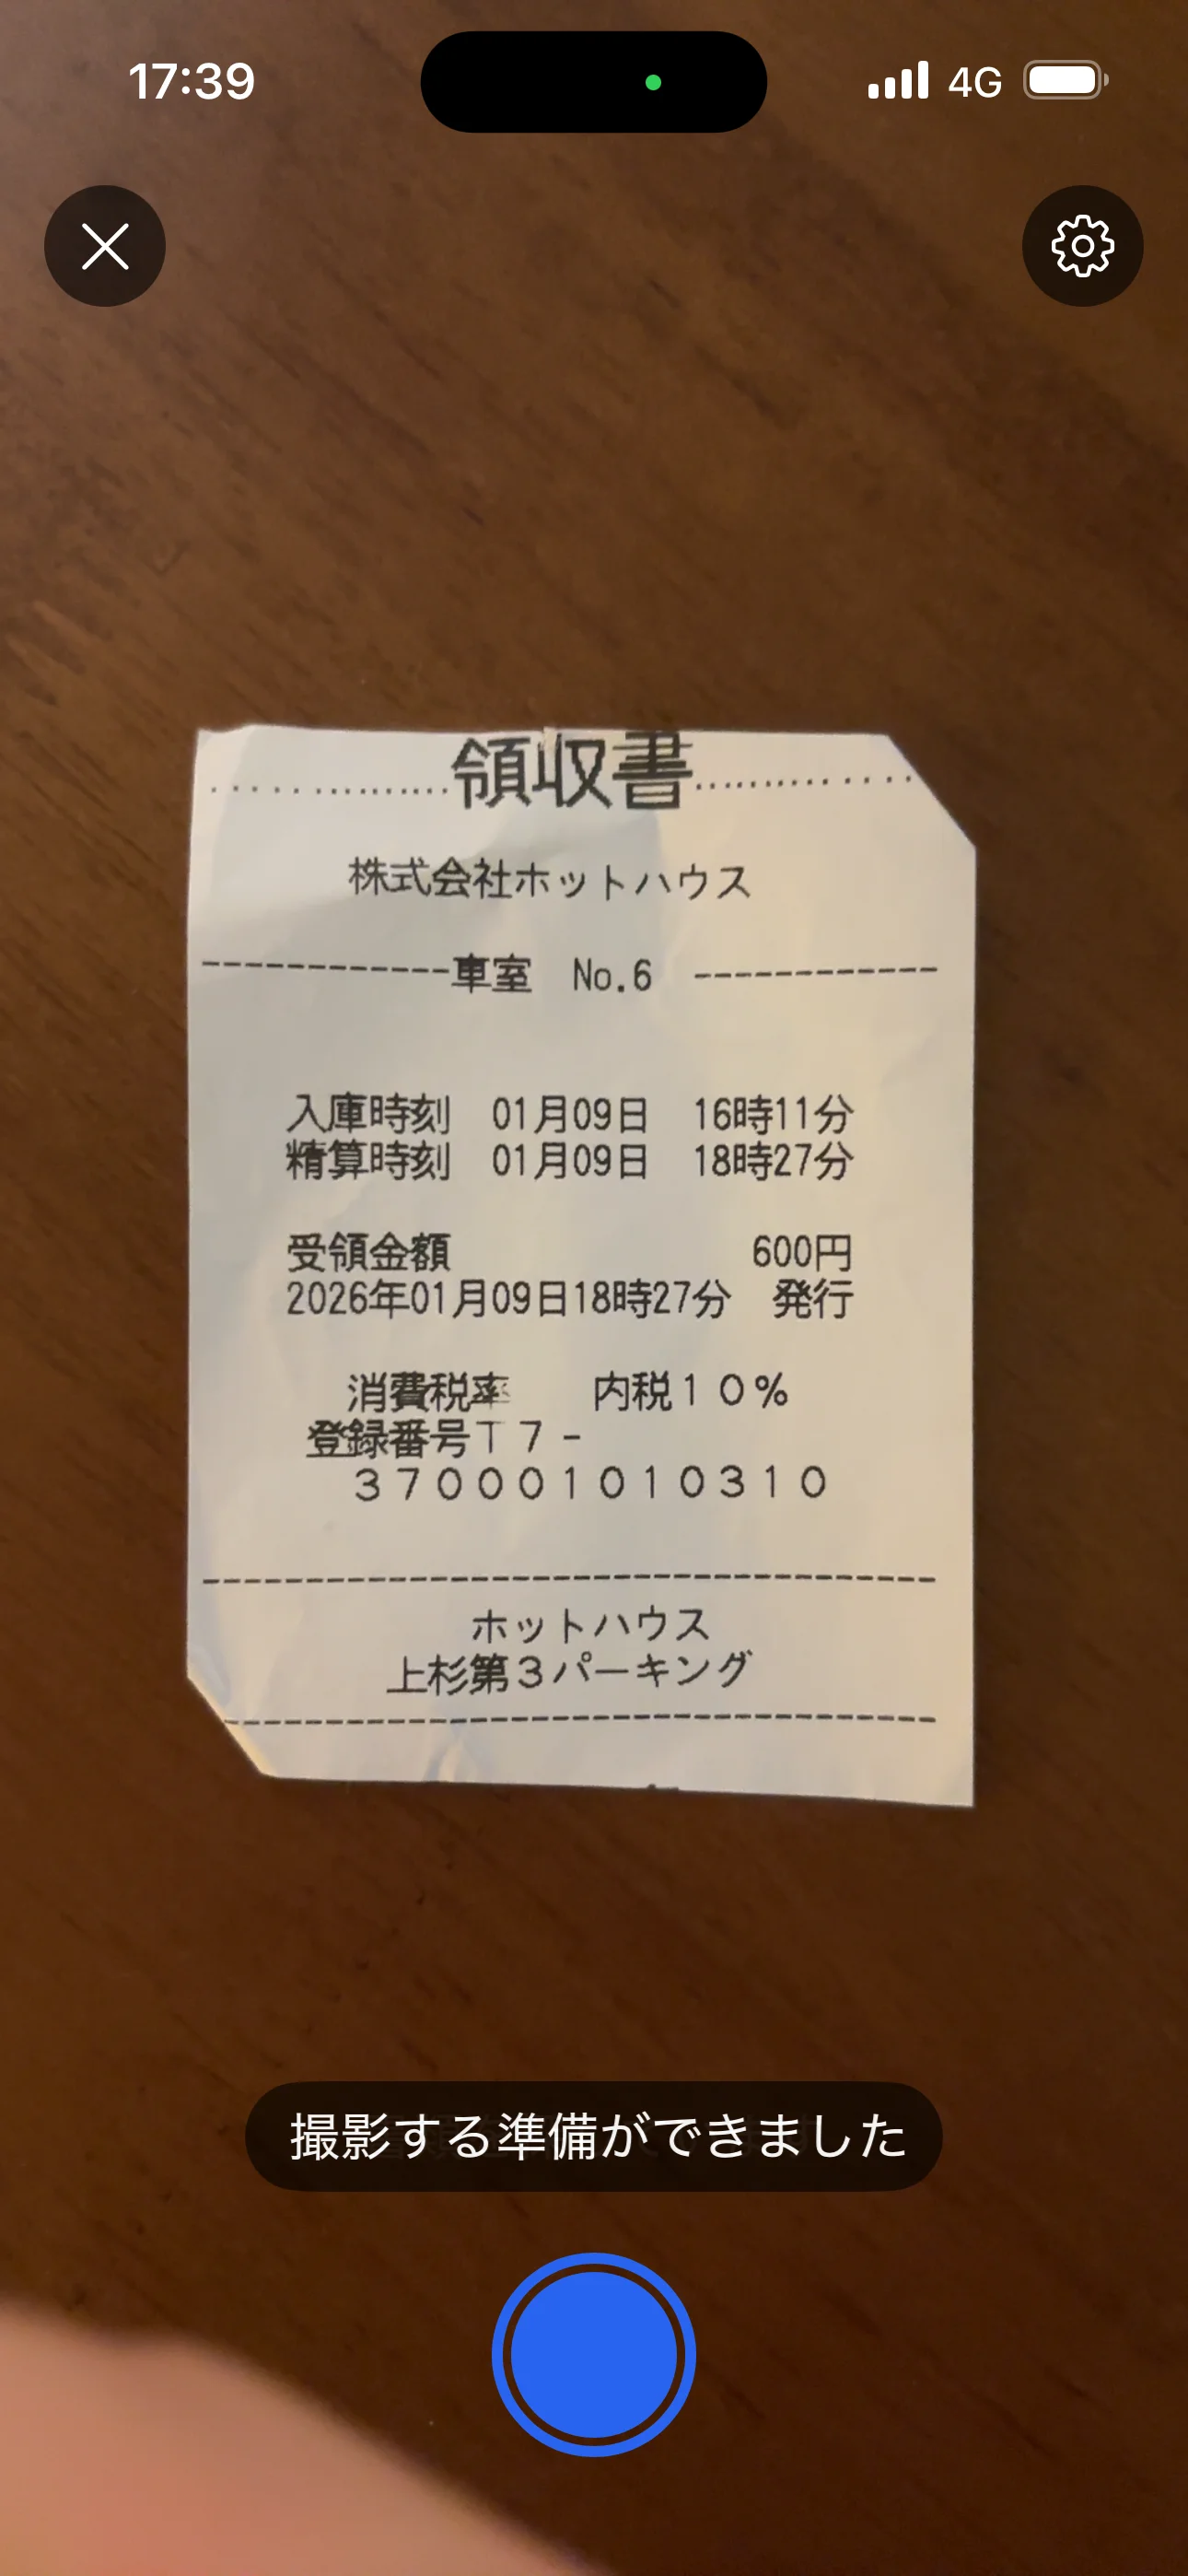 17:39 4G
領収書
株式会社ホットハウス
車室 No.6
入庫時刻 01月09日 16時11分
精算時刻 01月09日 18時27分
受領金額 600円
2026年01月09日18時27分 発行
消費税率 内税10%
登録番号T7-
370001010310
ホットハウス
上杉第3パーキング
撮影する準備ができました